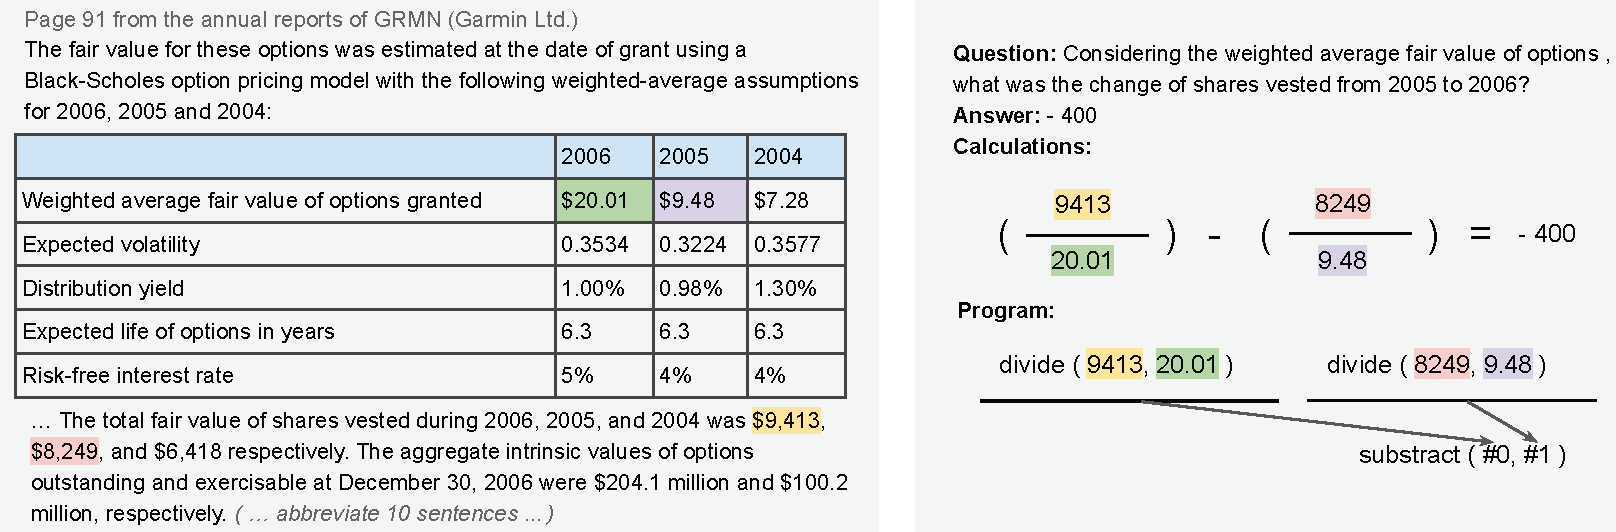 Page 91 from the annual reports of GRMN (Garmin Ltd.)
The fair value for these options was estimated at the date of grant using a
Black-Scholes option pricing model with the following weighted-average assumptions
for 2006, 2005 and 2004:
2006 2005 2004
Weighted average fair value of options granted $20.01 $9.48 $7.28
Expected volatility 0.3534 0.3224 0.3577
Distribution yield 1.00% 0.98% 1.30%
Expected life of options in years 6.3 6.3 6.3
Risk-free interest rate 5% 4% 4%
... The total fair value of shares vested during 2006, 2005, and 2004 was $9,413,
$8,249, and $6,418 respectively. The aggregate intrinsic values of options
outstanding and exercisable at December 30, 2006 were $204.1 million and $100.2
million, respectively. ( ... abbreviate 10 sentences ... )
Question: Considering the weighted average fair value of options ,
what was the change of shares vested from 2005 to 2006?
Answer: - 400
Calculations:
9413 8249
( ) - ( ) = - 400
20.01 9.48
Program:
divide ( 9413, 20.01 ) divide ( 8249, 9.48 )
substract ( #0, #1 )